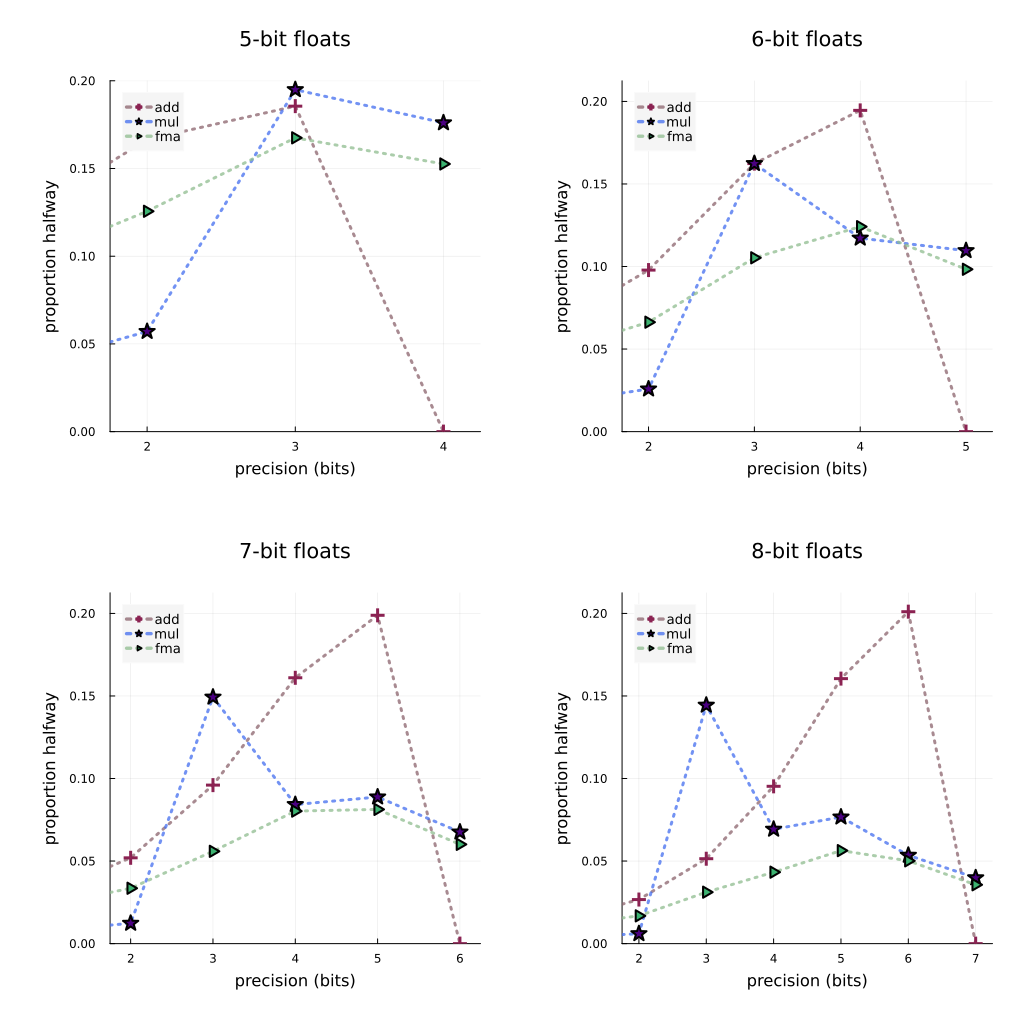 5-bit floats
proportion halfway
0.20
0.15
0.10
0.05
0.00
add
mul
fma
2 3 4
precision (bits)
6-bit floats
proportion halfway
0.20
0.15
0.10
0.05
0.00
add
mul
fma
2 3 4 5
precision (bits)
7-bit floats
proportion halfway
0.20
0.15
0.10
0.05
0.00
add
mul
fma
2 3 4 5 6
precision (bits)
8-bit floats
proportion halfway
0.20
0.15
0.10
0.05
0.00
add
mul
fma
2 3 4 5 6 7
precision (bits)